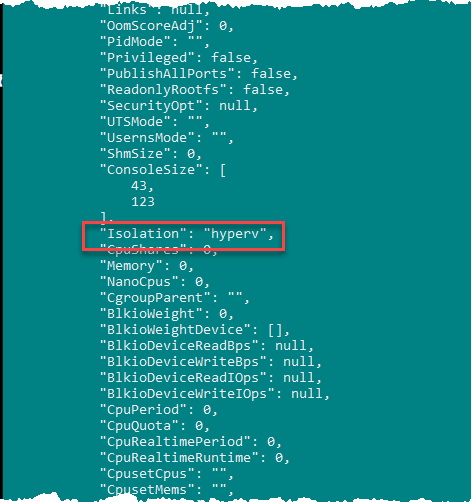 "Links": null,
"OomScoreAdj": 0,
"PidMode": "",
"Privileged": false,
"PublishAllPorts": false,
"ReadonlyRootfs": false,
"SecurityOpt": null,
"UTSMode": "",
"UsernsMode": "",
"ShmSize": 0,
"ConsoleSize": [
43,
123
],
"Isolation": "hyperv",
"CpuShares": 0,
"Memory": 0,
"NanoCpus": 0,
"CgroupParent": "",
"BlkioWeight": 0,
"BlkioWeightDevice": [],
"BlkioDeviceReadBps": null,
"BlkioDeviceWriteBps": null,
"BlkioDeviceReadIOps": null,
"BlkioDeviceWriteIOps": null,
"CpuPeriod": 0,
"CpuQuota": 0,
"CpuRealtimePeriod": 0,
"CpuRealtimeRuntime": 0,
"CpusetCpus": "",
"CpusetMems": "",